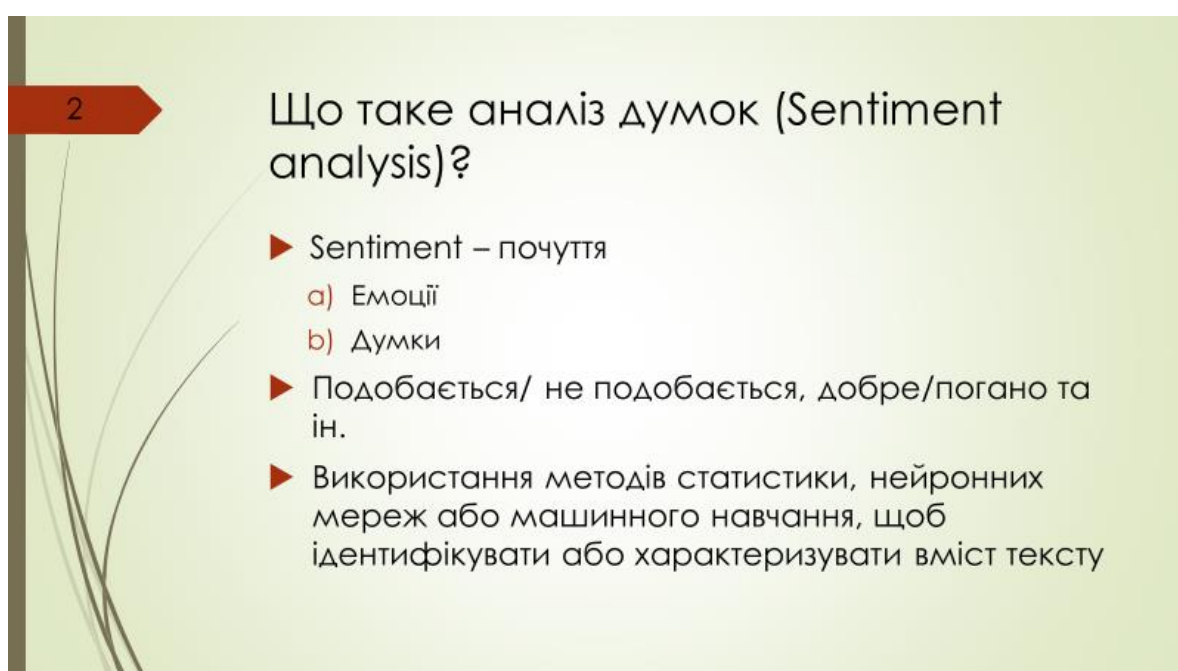 2
Що таке аналіз думок (Sentiment
analysis)?
Sentiment – почуття
a) Емоції
b) Думки
Подобається/ не подобається, добре/погано та
ін.
Використання методів статистики, нейронних
мереж або машинного навчання, щоб
ідентифікувати або характеризувати вміст тексту